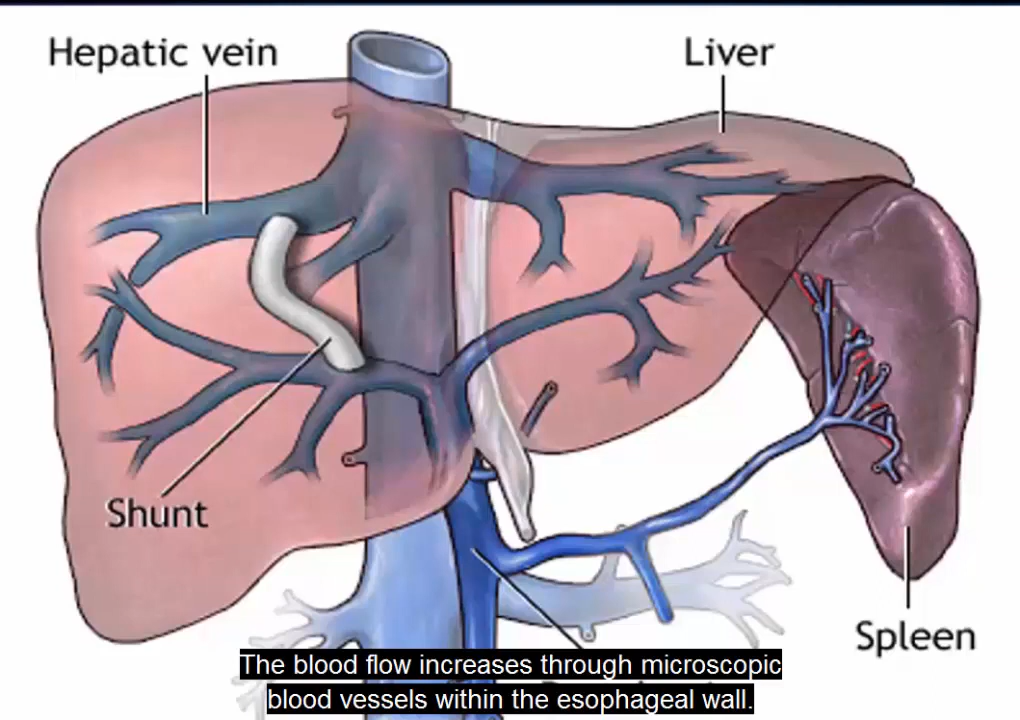 Hepatic vein
Liver
Shunt
Spleen
The blood flow increases through microscopic
blood vessels within the esophageal wall.